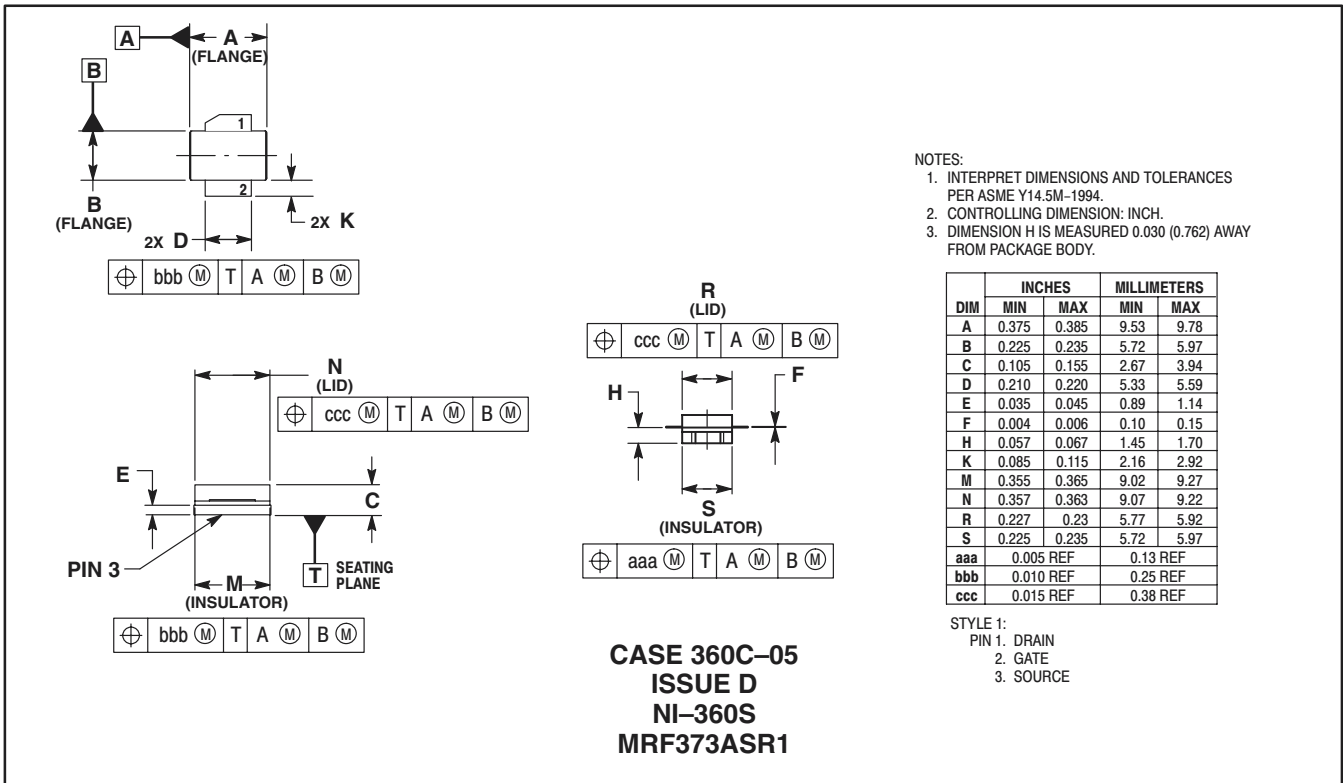 A
A
(FLANGE)
B
1
2
B
(FLANGE)
2X K
2X D
⌖ bbb Ⓜ T A Ⓜ B Ⓜ
N
(LID)
⌖ ccc Ⓜ T A Ⓜ B Ⓜ
E
C
PIN 3
T SEATING
PLANE
M
(INSULATOR)
⌖ bbb Ⓜ T A Ⓜ B Ⓜ
R
(LID)
⌖ ccc Ⓜ T A Ⓜ B Ⓜ
H
F
S
(INSULATOR)
⌖ aaa Ⓜ T A Ⓜ B Ⓜ
CASE 360C–05
ISSUE D
NI–360S
MRF373ASR1
NOTES:
1. INTERPRET DIMENSIONS AND TOLERANCES
PER ASME Y14.5M–1994.
2. CONTROLLING DIMENSION: INCH.
3. DIMENSION H IS MEASURED 0.030 (0.762) AWAY
FROM PACKAGE BODY.
INCHES MILLIMETERS
DIM MIN MAX MIN MAX
A 0.375 0.385 9.53 9.78
B 0.225 0.235 5.72 5.97
C 0.105 0.155 2.67 3.94
D 0.210 0.220 5.33 5.59
E 0.035 0.045 0.89 1.14
F 0.004 0.006 0.10 0.15
H 0.057 0.067 1.45 1.70
K 0.085 0.115 2.16 2.92
M 0.355 0.365 9.02 9.27
N 0.357 0.363 9.07 9.22
R 0.227 0.23 5.77 5.92
S 0.225 0.235 5.72 5.97
aaa 0.005 REF 0.13 REF
bbb 0.010 REF 0.25 REF
ccc 0.015 REF 0.38 REF
STYLE 1:
PIN 1. DRAIN
2. GATE
3. SOURCE